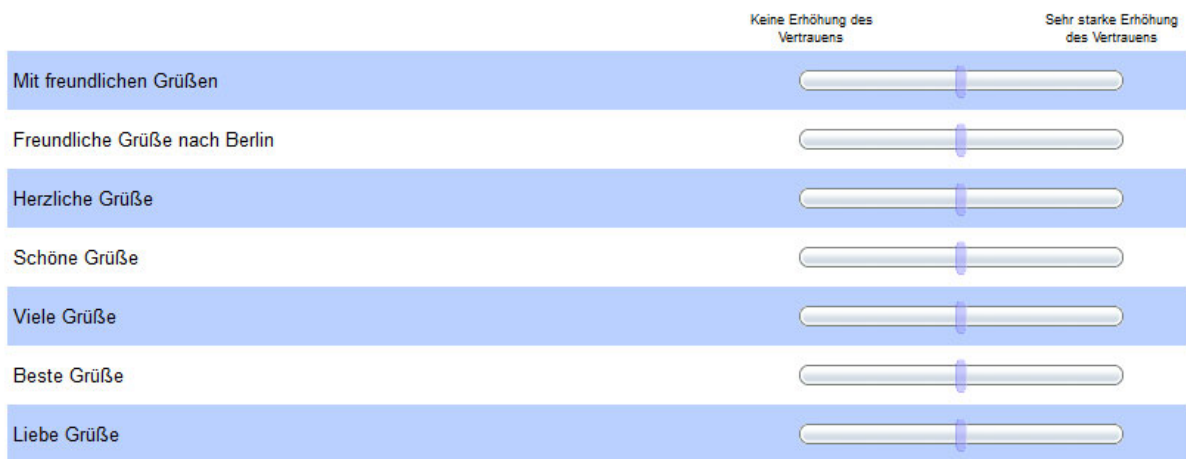 Keine Erhöhung des
Vertrauens
Sehr starke Erhöhung
des Vertrauens
Mit freundlichen Grüßen
Freundliche Grüße nach Berlin
Herzliche Grüße
Schöne Grüße
Viele Grüße
Beste Grüße
Liebe Grüße